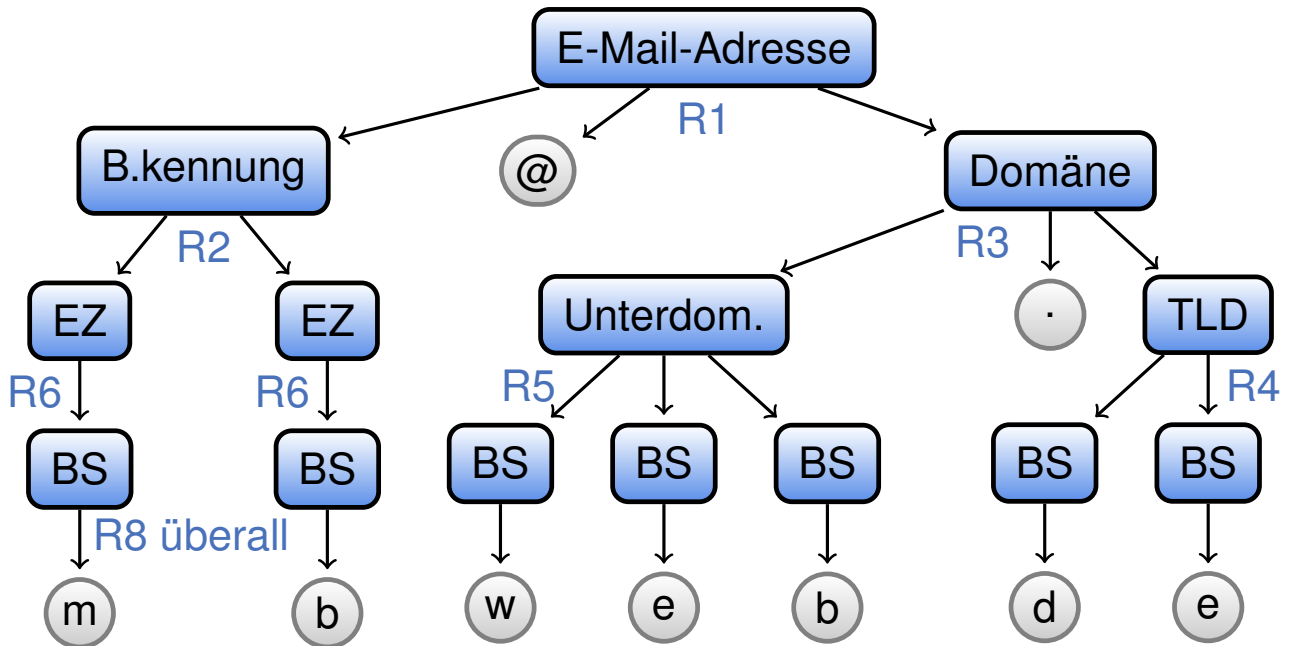 E-Mail-Adresse
R1
B.kennung @ Domäne
R2 R3
EZ EZ Unterdom. . TLD
R6 R6 R5 R4
BS BS BS BS BS BS BS
R8 überall
m b w e b d e